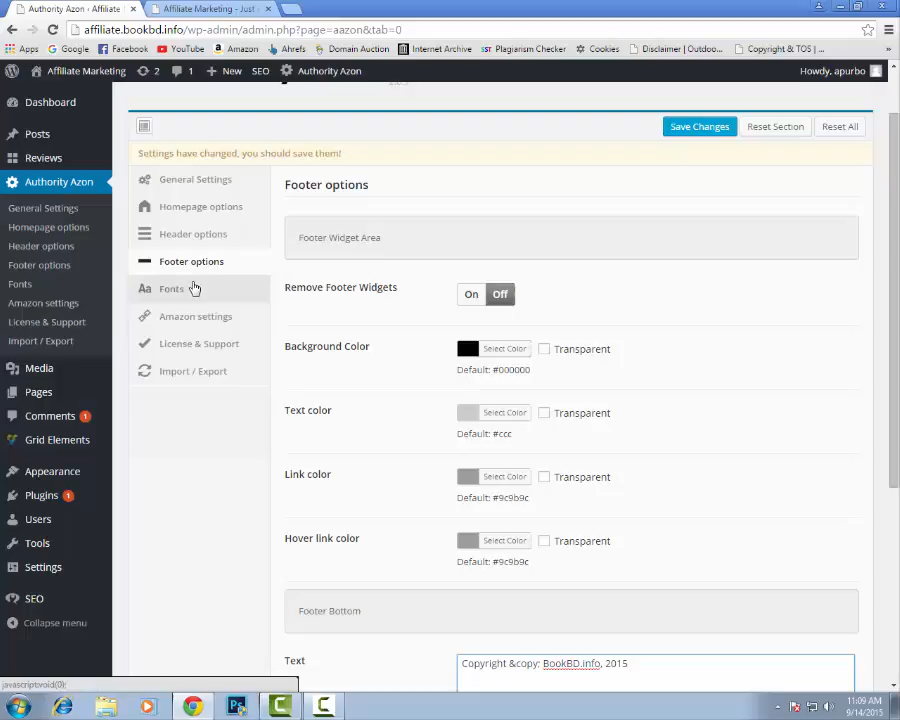 Authority Azon - Affiliate M
Affiliate Marketing - Just
affiliate.bookbd.info/wp-admin/admin.php?page=aazon&tab=0
Apps
Google
Facebook
YouTube
Amazon
Ahrefs
Domain Auction
Internet Archive
SST Plagiarism Checker
Cookies
Disclaimer | Outdoo...
Copyright & TOS | ...
Affiliate Marketing
2
1
+ New
SEO
Authority Azon
Howdy, apurbo
Dashboard
Posts
Reviews
Authority Azon
General Settings
Homepage options
Header options
Footer options
Fonts
Amazon settings
License & Support
Import / Export
Media
Pages
Comments 1
Grid Elements
Appearance
Plugins 1
Users
Tools
Settings
SEO
Collapse menu
Save Changes
Reset Section
Reset All
Settings have changed, you should save them!
General Settings
Homepage options
Header options
Footer options
Aa Fonts
Amazon settings
License & Support
Import / Export
Footer options
Footer Widget Area
Remove Footer Widgets
On Off
Background Color
Select Color Transparent
Default: #000000
Text color
Select Color Transparent
Default: #ccc
Link color
Select Color Transparent
Default: #9c9b9c
Hover link color
Select Color Transparent
Default: #9c9b9c
Footer Bottom
Text
Copyright &copy; BookBD.info, 2015
javascript:void(0);
11:09 AM
9/14/2015